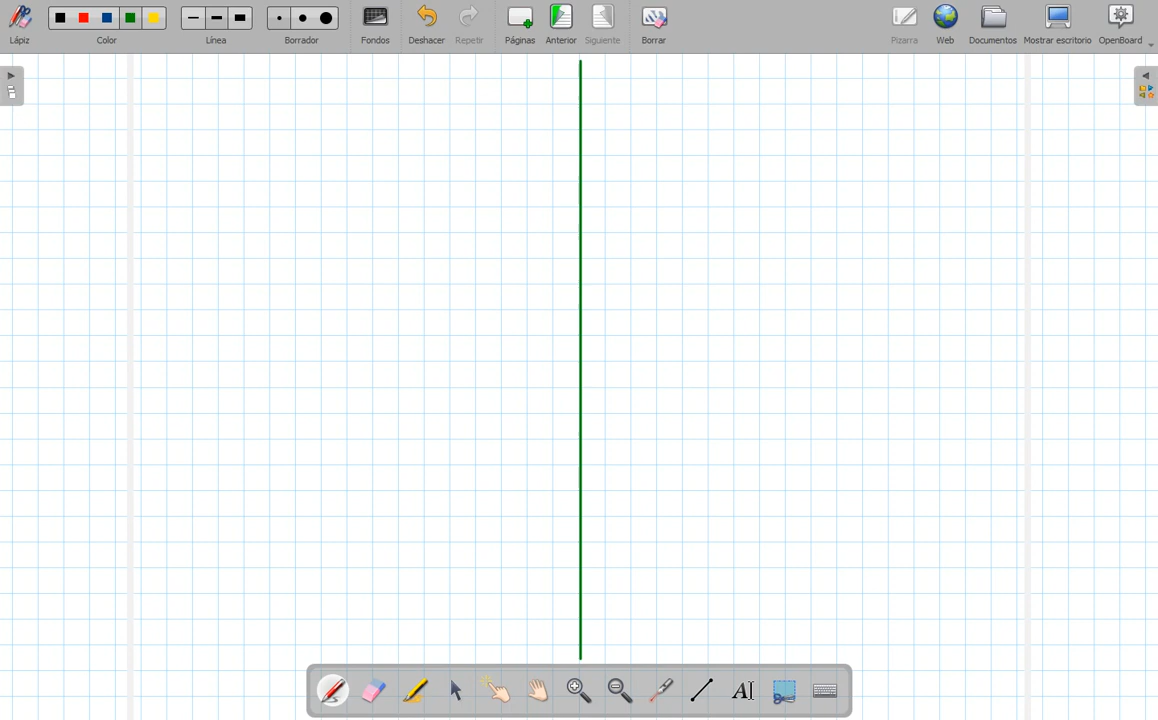 Lápiz Color Línea Borrador Fondos Deshacer Repetir Páginas Anterior Siguiente Borrar Pizarra Web Documentos Mostrar escritorio OpenBoard